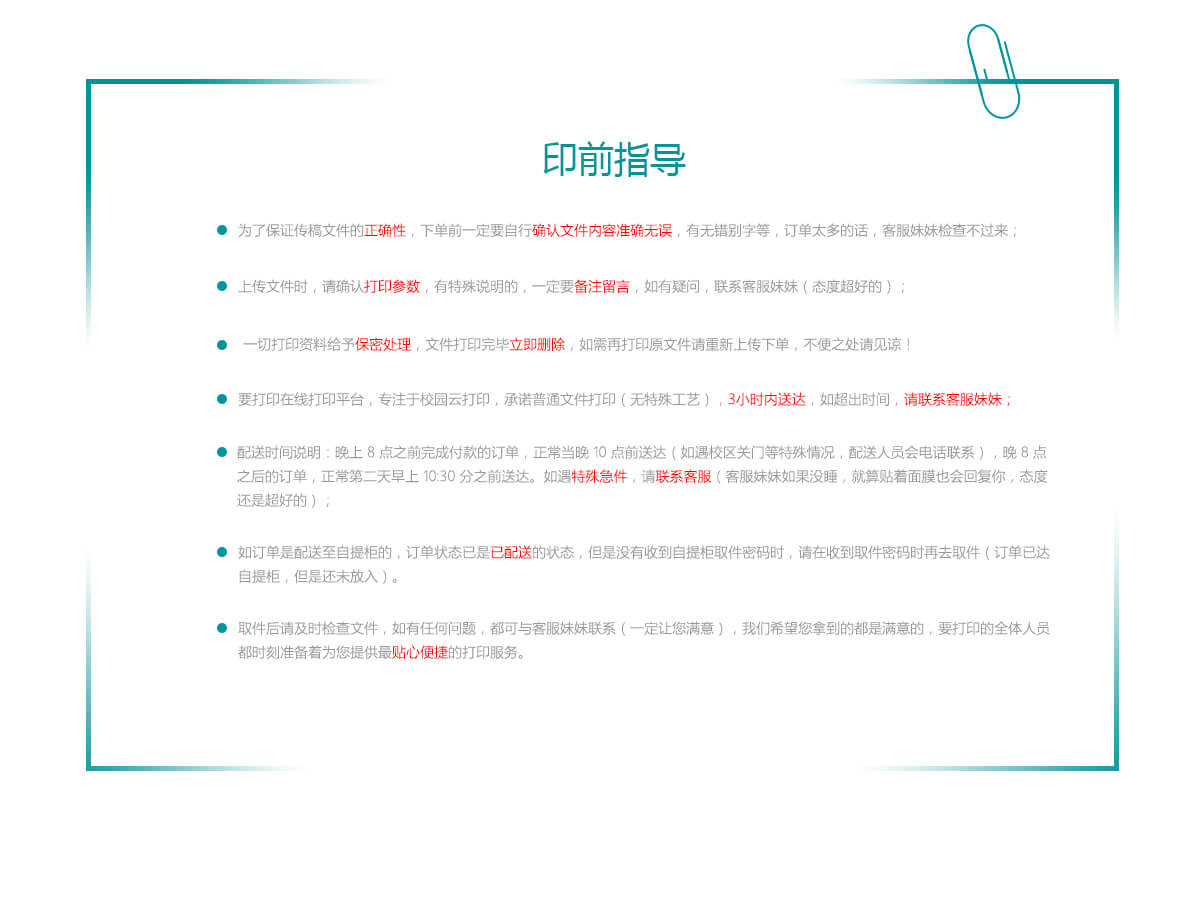 印前指导
为了保证传稿文件的正确性，下单前一定要自行确认文件内容准确无误，有无错别字等，订单太多的话，客服妹妹检查不过来；
上传文件时，请确认打印参数，有特殊说明的，一定要备注留言，如有疑问，联系客服妹妹（态度超好的）；
一切打印资料给予保密处理，文件打印完毕立即删除，如需再打印原文件请重新上传下单，不便之处请见谅！
要打印在线打印平台，专注于校园云打印，承诺普通文件打印（无特殊工艺），3小时内送达，如超出时间，请联系客服妹妹；
配送时间说明：晚上 8 点之前完成付款的订单，正常当晚 10 点前送达（如遇校区关门等特殊情况，配送人员会电话联系），晚 8 点
之后的订单，正常第二天早上 10:30 分之前送达。如遇特殊急件，请联系客服（客服妹妹如果没睡，就算贴着面膜也会回复你，态度
还是超好的）；
如订单是配送至自提柜的，订单状态已是已配送的状态，但是没有收到自提柜取件密码时，请在收到取件密码时再去取件（订单已达
自提柜，但是还未放入）。
取件后请及时检查文件，如有任何问题，都可与客服妹妹联系（一定让您满意），我们希望您拿到的都是满意的，要打印的全体人员
都时刻准备着为您提供最贴心便捷的打印服务。